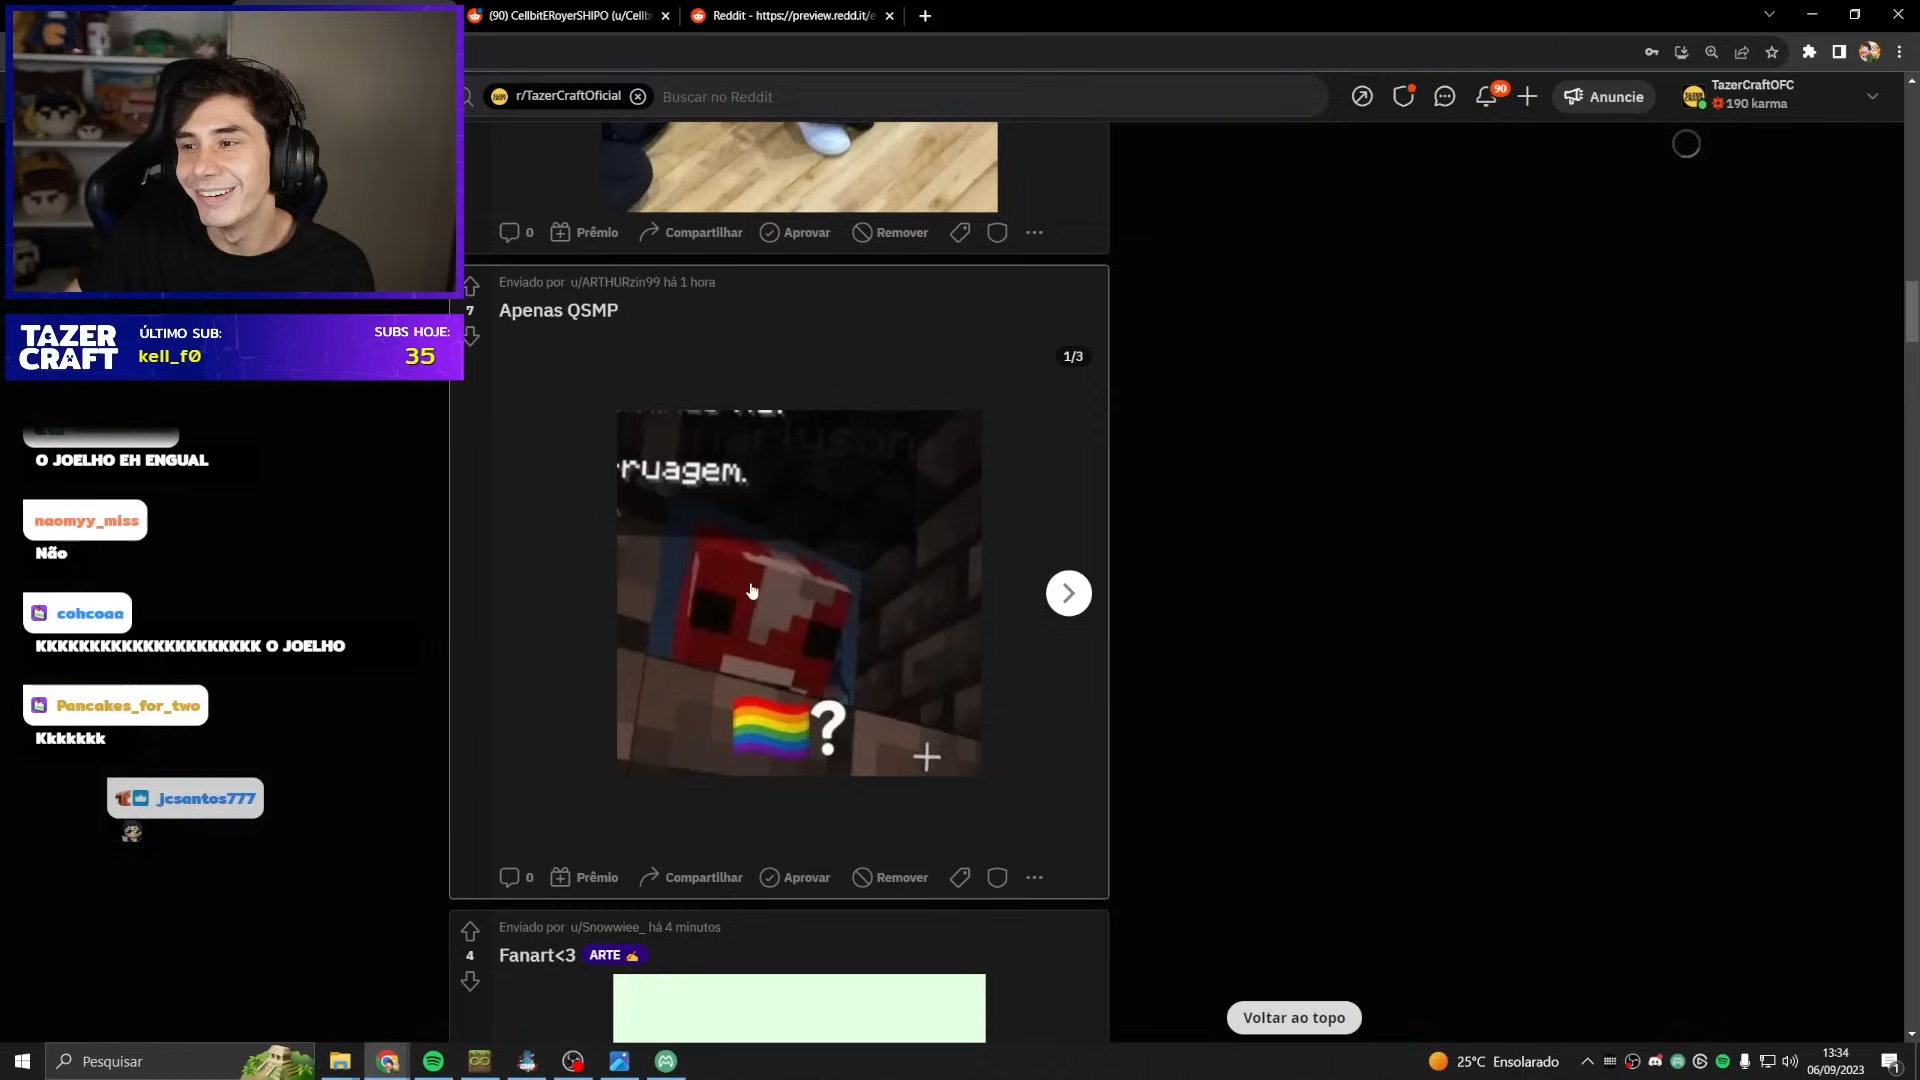 (90) CellbitERoyerSHIPO (u/Cellb
Reddit - https://preview.redd.it/e
r/TazerCraftOficial
Buscar no Reddit
90
Anuncie
TazerCraftOFC
190 karma
0 Prêmio Compartilhar Aprovar Remover
Enviado por u/ARTHURzin99 há 1 hora
7
Apenas QSMP
1/3
rruagem.
?
0 Prêmio Compartilhar Aprovar Remover
Enviado por u/Snowwiee_ há 4 minutos
4
Fanart<3 ARTE
Voltar ao topo
TAZER
CRAFT
ÚLTIMO SUB:
kell_f0
SUBS HOJE:
35
O JOELHO EH ENGUAL
naomyy_miss
Não
cohcoaa
KKKKKKKKKKKKKKKKKKKKK O JOELHO
Pancakes_for_two
Kkkkkkk
jcsantos777
Pesquisar
25°C Ensolarado
13:34
06/09/2023
1